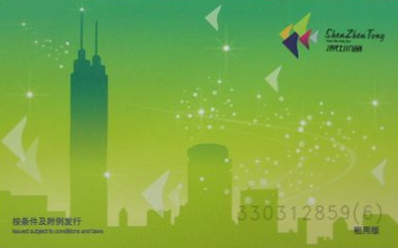 ShenZhenTong
深圳通
330312859(6)
按条件及附例发行
Issued subject to conditions and laws
租用版